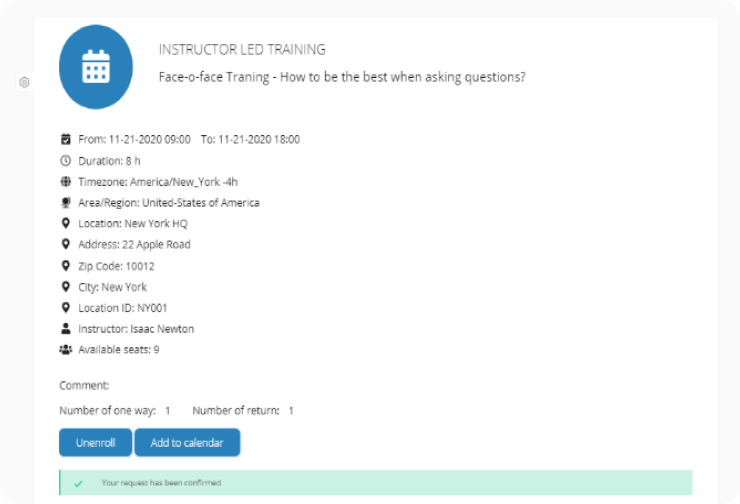 INSTRUCTOR LED TRAINING
Face-o-face Traning - How to be the best when asking questions?
From: 11-21-2020 09:00 To: 11-21-2020 18:00
Duration: 8 h
Timezone: America/New_York -4h
Area/Region: United-States of America
Location: New York HQ
Address: 22 Apple Road
Zip Code: 10012
City: New York
Location ID: NY001
Instructor: Isaac Newton
Available seats: 9
Comment:
Number of one way: 1 Number of return: 1
Unenroll Add to calendar
Your request has been confirmed